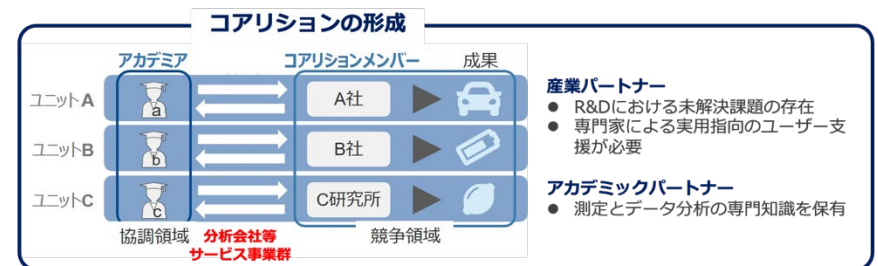 コアリションの形成
アカデミア
コアリションメンバー
成果
ユニットA
a
A社
ユニットB
b
B社
ユニットC
c
C研究所
協調領域
分析会社等
サービス事業群
競争領域
産業パートナー
● R&Dにおける未解決課題の存在
● 専門家による実用指向のユーザー支
援が必要
アカデミックパートナー
● 測定とデータ分析の専門知識を保有